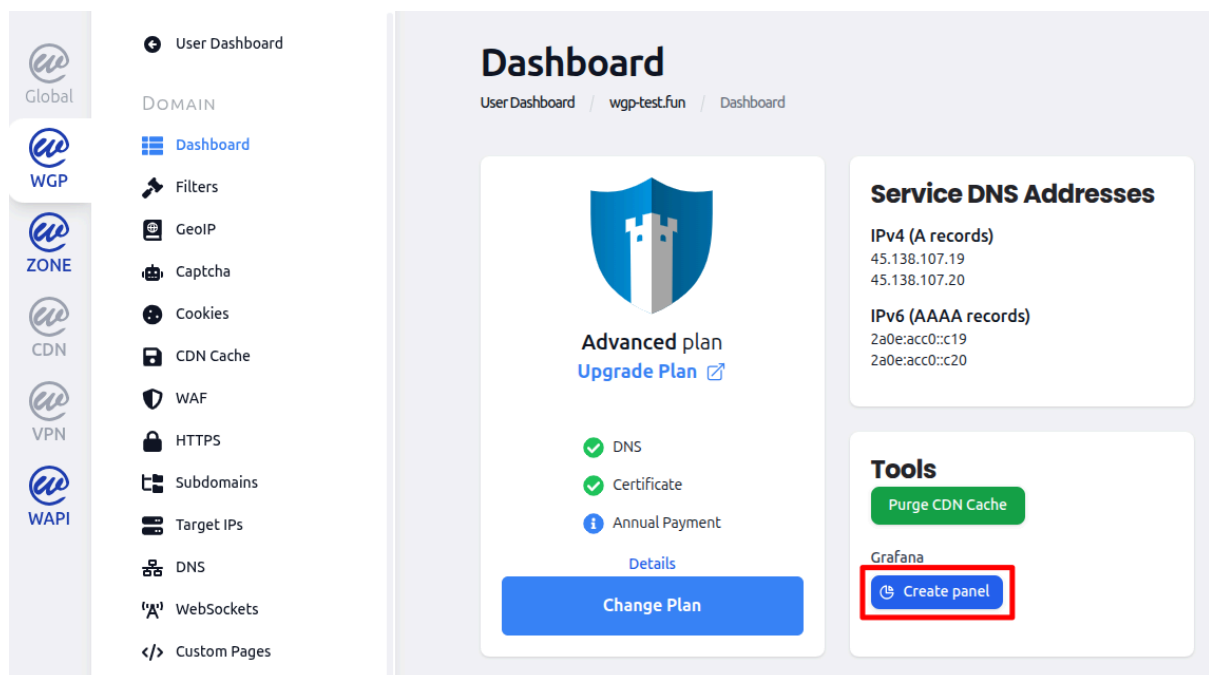 Global
WGP
ZONE
CDN
VPN
WAPI
User Dashboard
DOMAIN
Dashboard
Filters
GeoIP
Captcha
Cookies
CDN Cache
WAF
HTTPS
Subdomains
Target IPs
DNS
WebSockets
Custom Pages
Dashboard
User Dashboard / wgp-test.fun / Dashboard
Advanced plan
Upgrade Plan
DNS
Certificate
Annual Payment
Details
Change Plan
Service DNS Addresses
IPv4 (A records)
45.138.107.19
45.138.107.20
IPv6 (AAAA records)
2a0e:acc0::c19
2a0e:acc0::c20
Tools
Purge CDN Cache
Grafana
Create panel